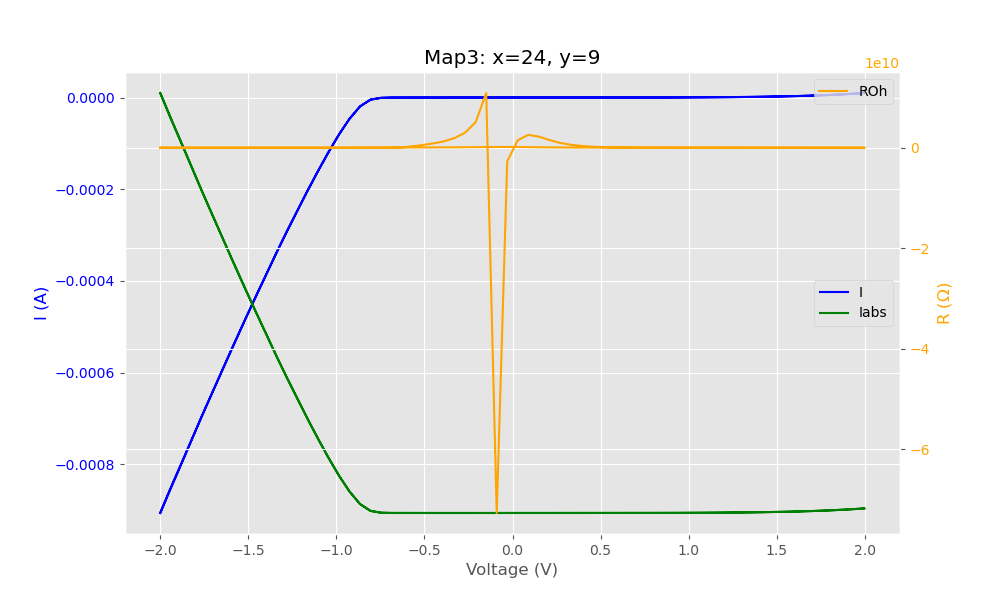 Map3: x=24, y=9
1e10
ROh
0.0000
−0.0002
−0.0004
−0.0006
−0.0008
I (A)
0
−2
−4
−6
R (Ω)
I
Iabs
−2.0 −1.5 −1.0 −0.5 0.0 0.5 1.0 1.5 2.0
Voltage (V)